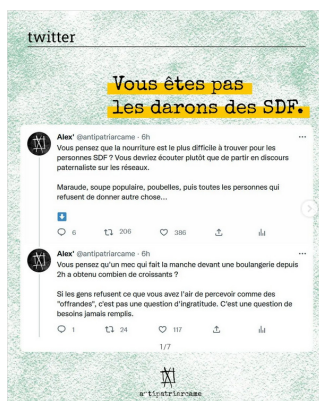 twitter
Vous êtes pas
les darons des SDF.
Alex' @antipatriarcame · 6h
Vous pensez que la nourriture est le plus difficile à trouver pour les
personnes SDF ? Vous devriez écouter plutôt que de partir en discours
paternaliste sur les réseaux.
Maraude, soupe populaire, poubelles, puis toutes les personnes qui
refusent de donner autre chose...
6 206 386
Alex' @antipatriarcame · 6h
Vous pensez qu'un mec qui fait la manche devant une boulangerie depuis
2h a obtenu combien de croissants ?
Si les gens refusent ce que vous avez l'air de percevoir comme des
"offrandes", c'est pas une question d'ingratitude. C'est une question de
besoins jamais remplis.
1 24 117
1/7
antipatriarcame